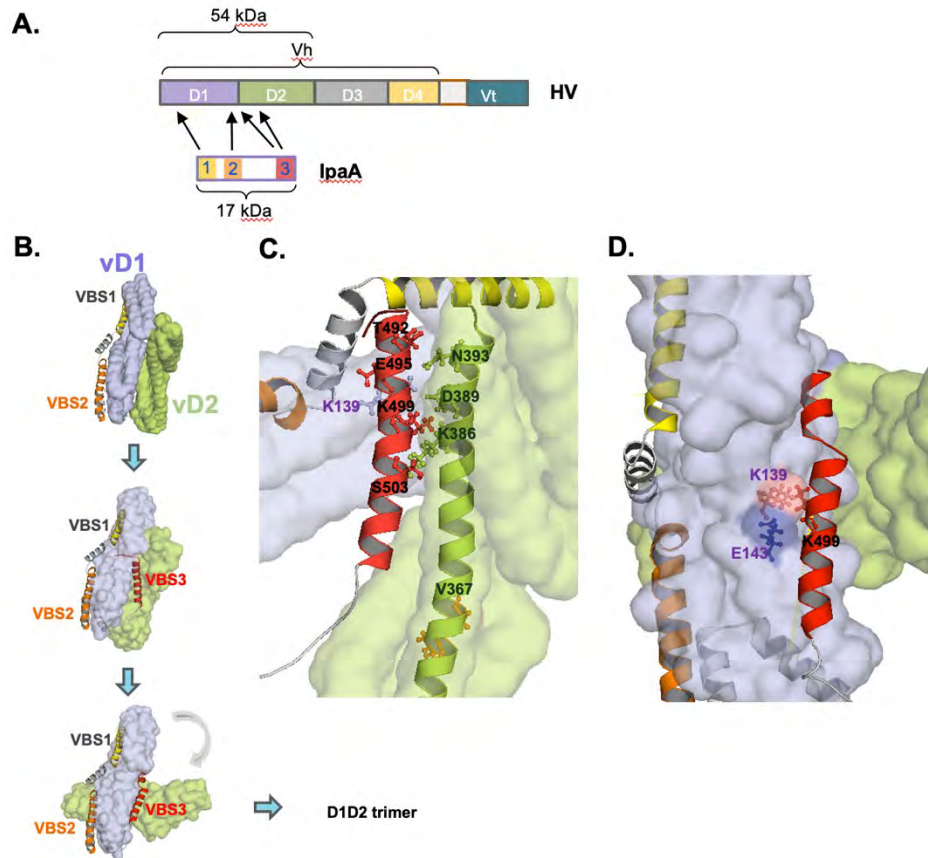 A.
54 kDa
Vh
D1 D2 D3 D4 Vt HV
1 2 3 IpaA
17 kDa
B.
vD1
VBS1
VBS2
vD2
VBS1
VBS2
VBS3
VBS1
VBS2
VBS3
D1D2 trimer
C.
T492
N393
E495
D389
K139
K499
K386
S503
V367
D.
K139
E143
K499